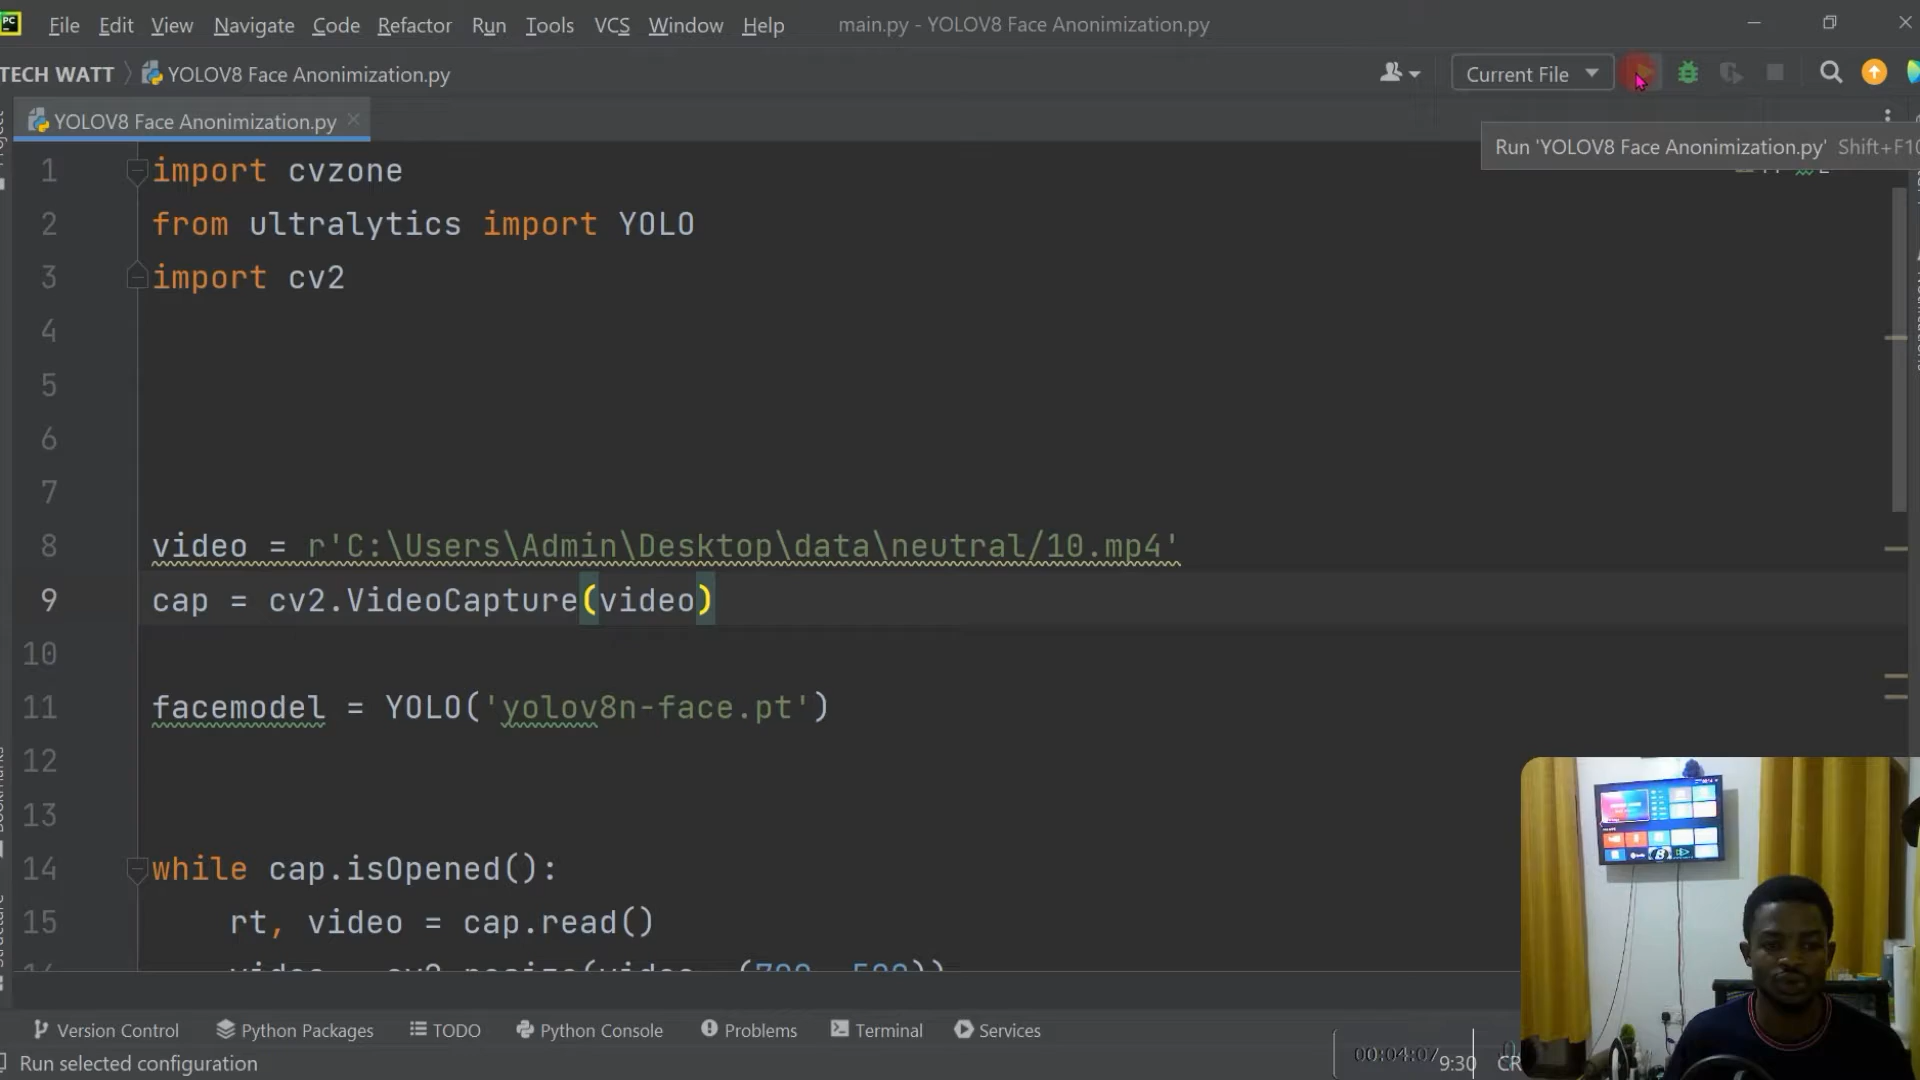 File Edit View Navigate Code Refactor Run Tools VCS Window Help main.py - YOLOV8 Face Anonimization.py
TECH WATT YOLOV8 Face Anonimization.py Current File
YOLOV8 Face Anonimization.py
Run 'YOLOV8 Face Anonimization.py' Shift+F10
1 import cvzone
2 from ultralytics import YOLO
3 import cv2
4
5
6
7
8 video = r'C:\Users\Admin\Desktop\data\neutral/10.mp4'
9 cap = cv2.VideoCapture(video)
10
11 facemodel = YOLO('yolov8n-face.pt')
12
13
14 while cap.isOpened():
15 rt, video = cap.read()
Version Control Python Packages TODO Python Console Problems Terminal Services
Run selected configuration 00:04:07 9:30